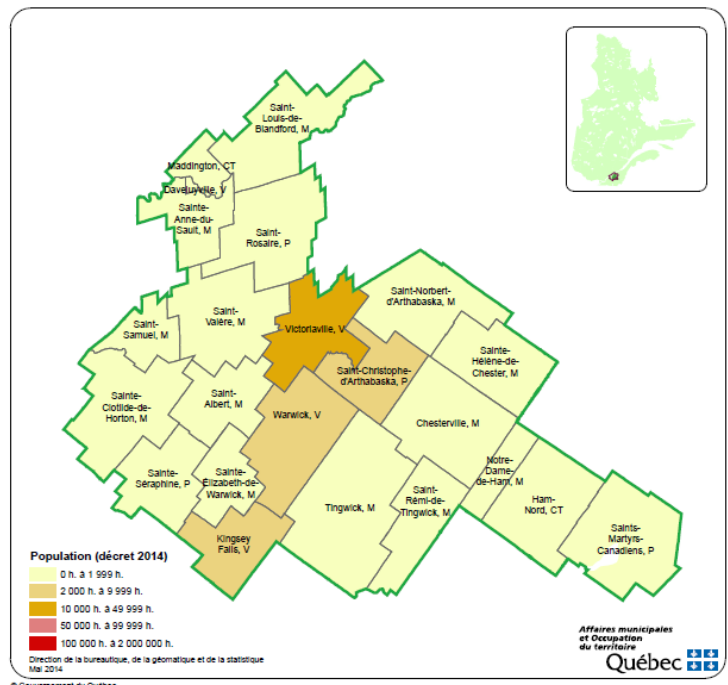 Saint-
Louis-de-
Blandford, M
Maddington, CT
Daveluyville, V
Sainte-
Anne-du-
Sault, M
Saint-
Rosaire, P
Saint-Norbert-
d'Arthabaska, M
Saint-
Valère, M
Victoriaville, V
Saint-
Samuel, M
Sainte-
Hélène-de-
Chester, M
Saint-Christophe-
d'Arthabaska, P
Sainte-
Clotilde-de-
Horton, M
Saint-
Albert, M
Warwick, V
Chesterville, M
Sainte-
Séraphine, P
Sainte-
Élizabeth-de-
Warwick, M
Notre-
Dame-
de-Ham, M
Tingwick, M
Saint-
Rémi-de-
Tingwick, M
Ham-
Nord, CT
Saints-
Martyrs-
Canadiens, P
Kingsey
Falls, V
Population (décret 2014)
0 h. à 1 999 h.
2 000 h. à 9 999 h.
10 000 h. à 49 999 h.
50 000 h. à 99 999 h.
100 000 h. à 2 000 000 h.
Direction de la bureautique, de la géomatique et de la statistique
Mai 2014
Affaires municipales
et Occupation
du territoire
Québec
© Gouvernement du Québec